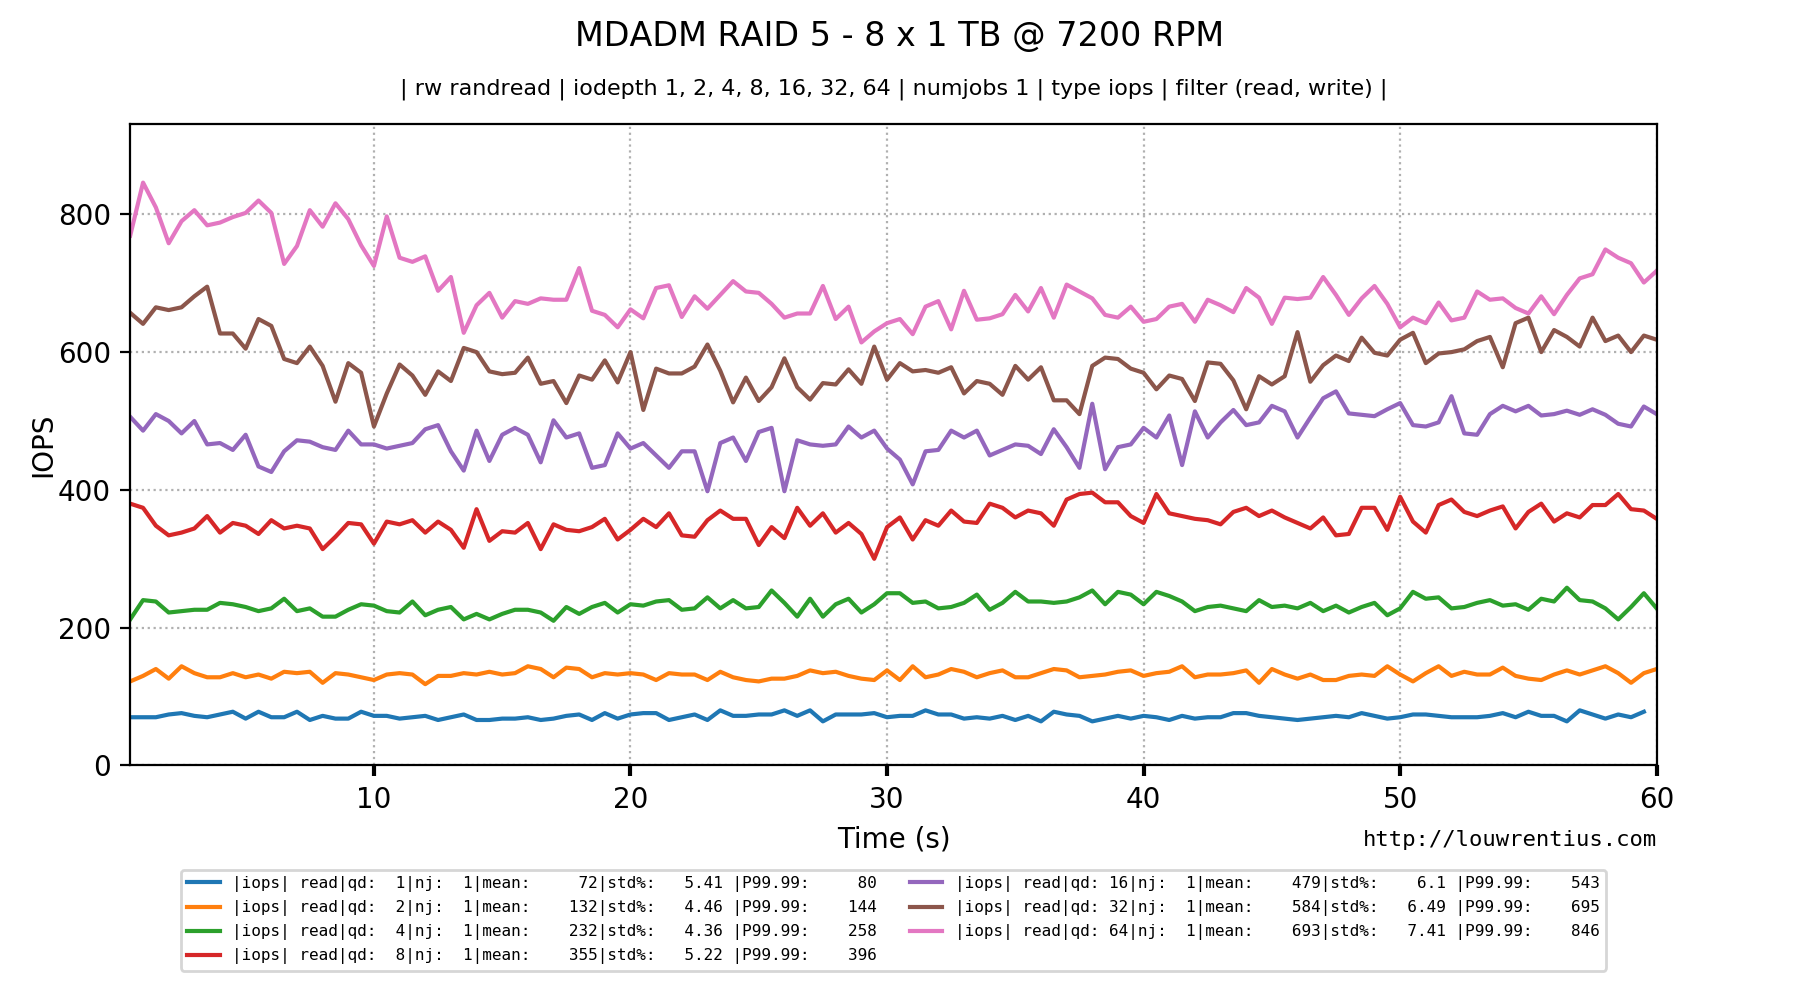 MDADM RAID 5 - 8 x 1 TB @ 7200 RPM
| rw randread | iodepth 1, 2, 4, 8, 16, 32, 64 | numjobs 1 | type iops | filter (read, write) |
800
600
400
200
0
IOPS
10 20 30 40 50 60
Time (s)
http://louwrentius.com
|iops| read|qd:  1|nj:  1|mean:     72|std%:   5.41 |P99.99:     80
|iops| read|qd:  2|nj:  1|mean:    132|std%:   4.46 |P99.99:    144
|iops| read|qd:  4|nj:  1|mean:    232|std%:   4.36 |P99.99:    258
|iops| read|qd:  8|nj:  1|mean:    355|std%:   5.22 |P99.99:    396
|iops| read|qd: 16|nj:  1|mean:    479|std%:    6.1 |P99.99:    543
|iops| read|qd: 32|nj:  1|mean:    584|std%:   6.49 |P99.99:    695
|iops| read|qd: 64|nj:  1|mean:    693|std%:   7.41 |P99.99:    846